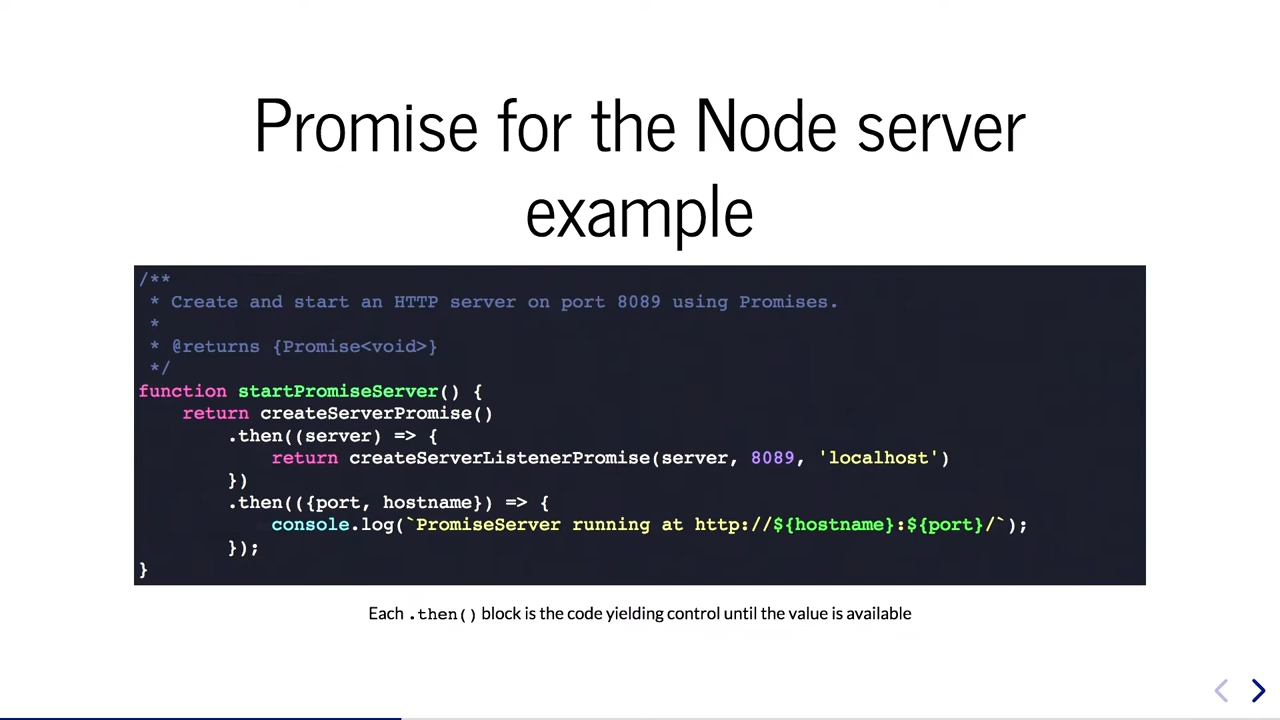 Promise for the Node server
example
/**
 * Create and start an HTTP server on port 8089 using Promises.
 *
 * @returns {Promise<void>}
 */
function startPromiseServer() {
    return createServerPromise()
        .then((server) => {
            return createServerListenerPromise(server, 8089, 'localhost')
        })
        .then(({port, hostname}) => {
            console.log(`PromiseServer running at http://${hostname}:${port}/`);
        });
}
Each .then() block is the code yielding control until the value is available